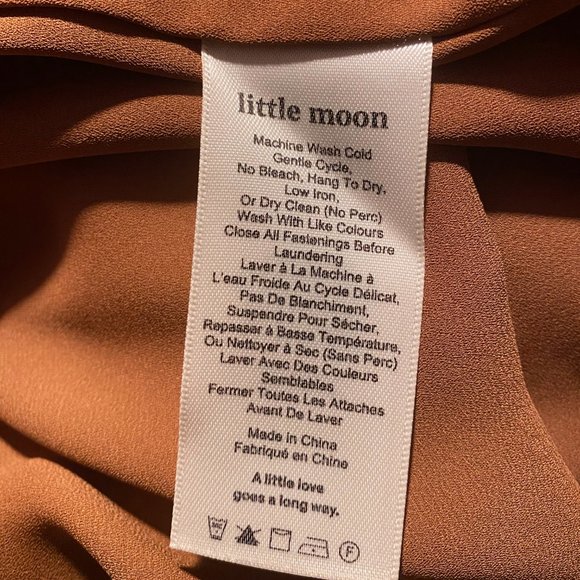 little moon
Machine Wash Cold
Gentle Cycle,
No Bleach, Hang To Dry,
Low Iron,
Or Dry Clean (No Perc)
Wash With Like Colours
Close All Fastenings Before
Laundering
Laver à La Machine à
L'eau Froide Au Cycle Délicat,
Pas De Blanchiment,
Suspendre Pour Sécher,
Repasser à Basse Température,
Ou Nettoyer à Sec (Sans Perc)
Laver Avec Des Couleurs
Semblables
Fermer Toutes Les Attaches
Avant De Laver
Made in China
Fabriqué en Chine
A little love
goes a long way.
F